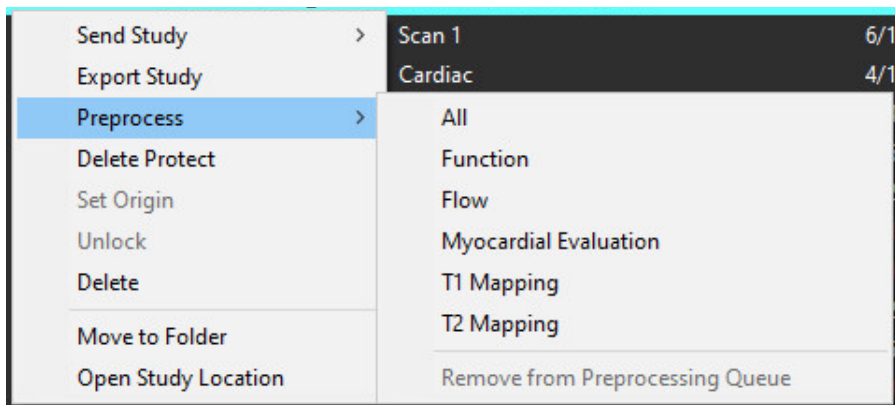 Send Study > Scan 1 6/1
Export Study Cardiac 4/1
Preprocess > All
Delete Protect Function
Set Origin Flow
Unlock Myocardial Evaluation
Delete T1 Mapping
T2 Mapping
Move to Folder
Open Study Location Remove from Preprocessing Queue